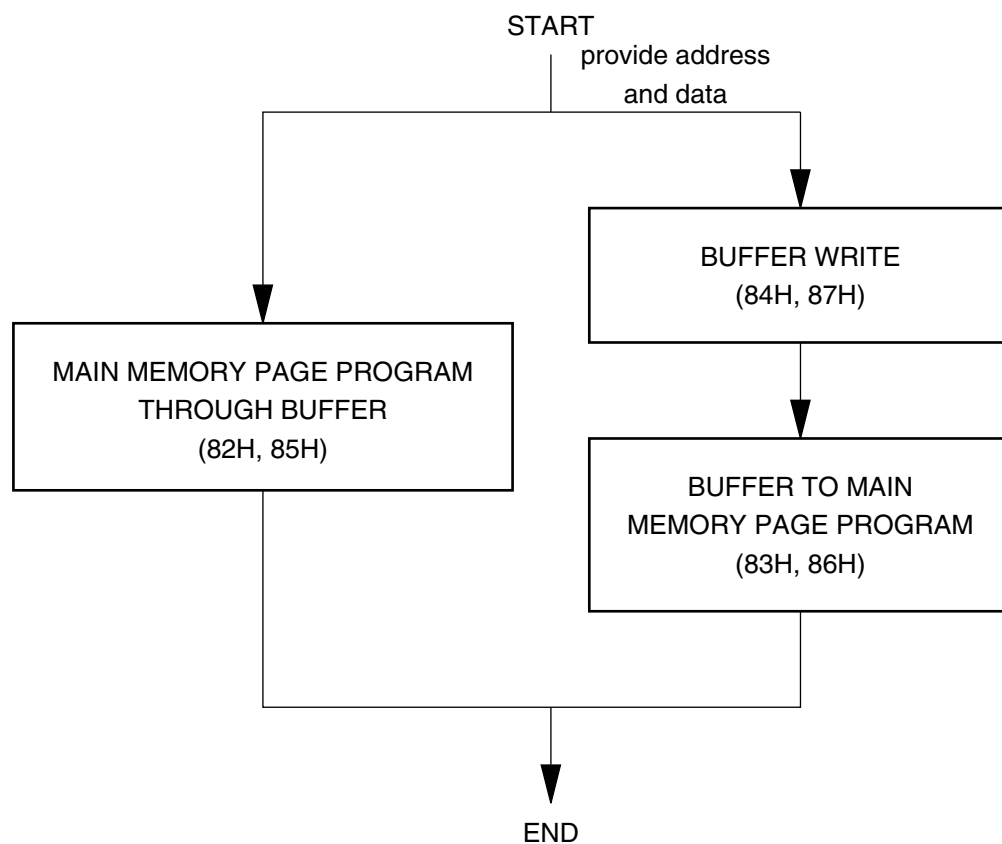 START
provide address
and data
BUFFER WRITE
(84H, 87H)
MAIN MEMORY PAGE PROGRAM
THROUGH BUFFER
(82H, 85H)
BUFFER TO MAIN
MEMORY PAGE PROGRAM
(83H, 86H)
END